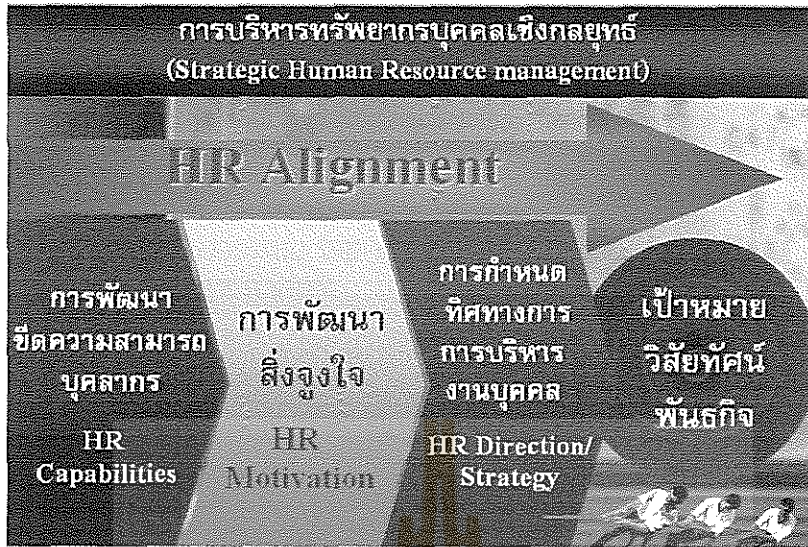 การบริหารทรัพยากรบุคคลเชิงกลยุทธ์
(Strategic Human Resource management)
HR Alignment
การพัฒนา
ขีดความสามารถ
บุคลากร
HR
Capabilities
การพัฒนา
สิ่งจูงใจ
HR
Motivation
การกำหนด
ทิศทางการ
การบริหาร
งานบุคคล
HR Direction/
Strategy
เป้าหมาย
วิสัยทัศน์
พันธกิจ